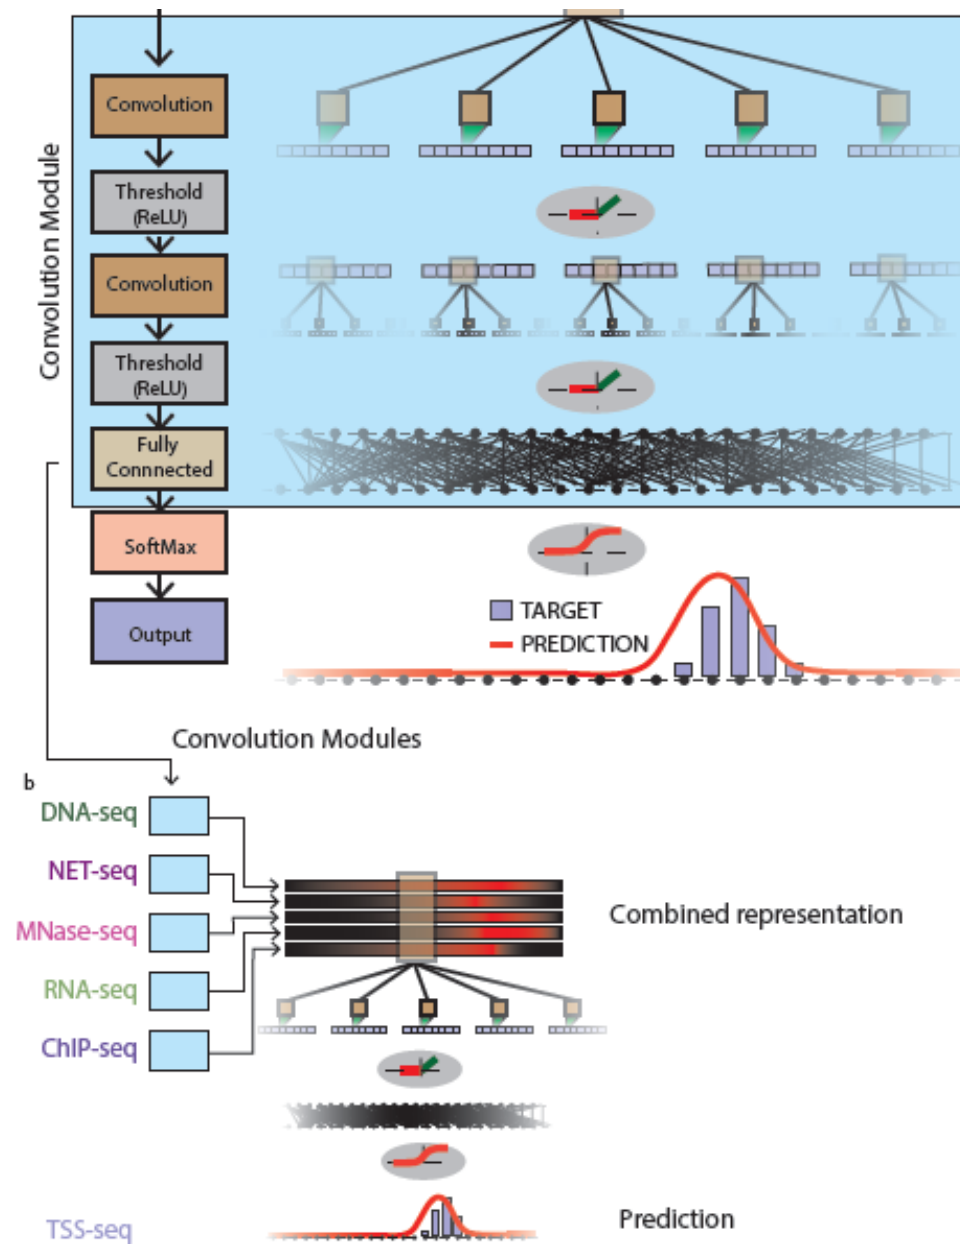 Convolution Module
Convolution
Threshold
(ReLU)
Convolution
Threshold
(ReLU)
Fully
Connnected
SoftMax
Output
TARGET
PREDICTION
Convolution Modules
b
DNA-seq
NET-seq
MNase-seq
RNA-seq
ChIP-seq
Combined representation
TSS-seq
Prediction